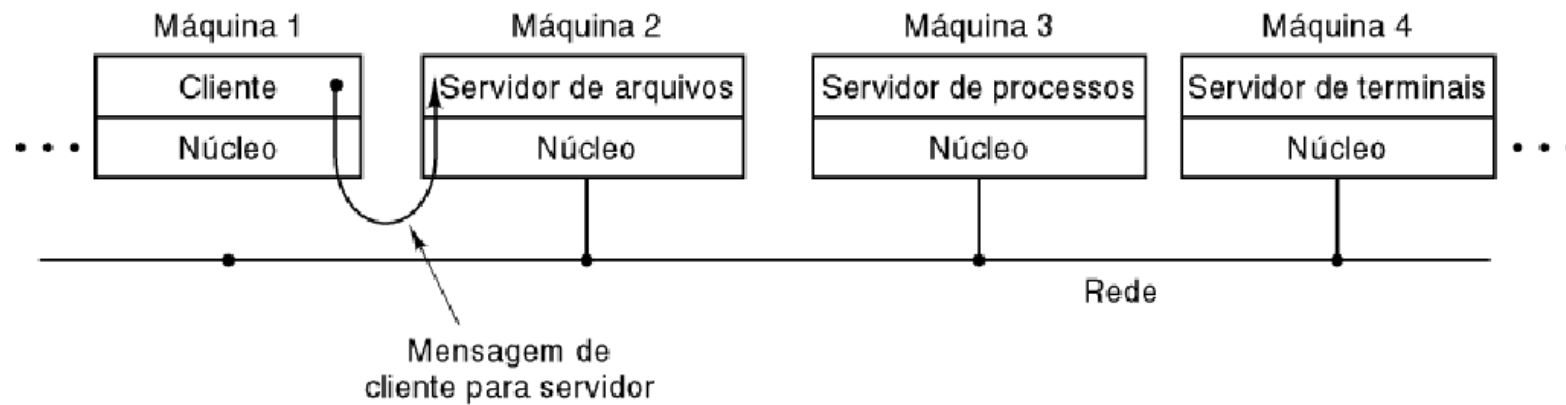 Máquina 1
Máquina 2
Máquina 3
Máquina 4
Cliente
Servidor de arquivos
Servidor de processos
Servidor de terminais
Núcleo
Núcleo
Núcleo
Núcleo
Rede
Mensagem de
cliente para servidor